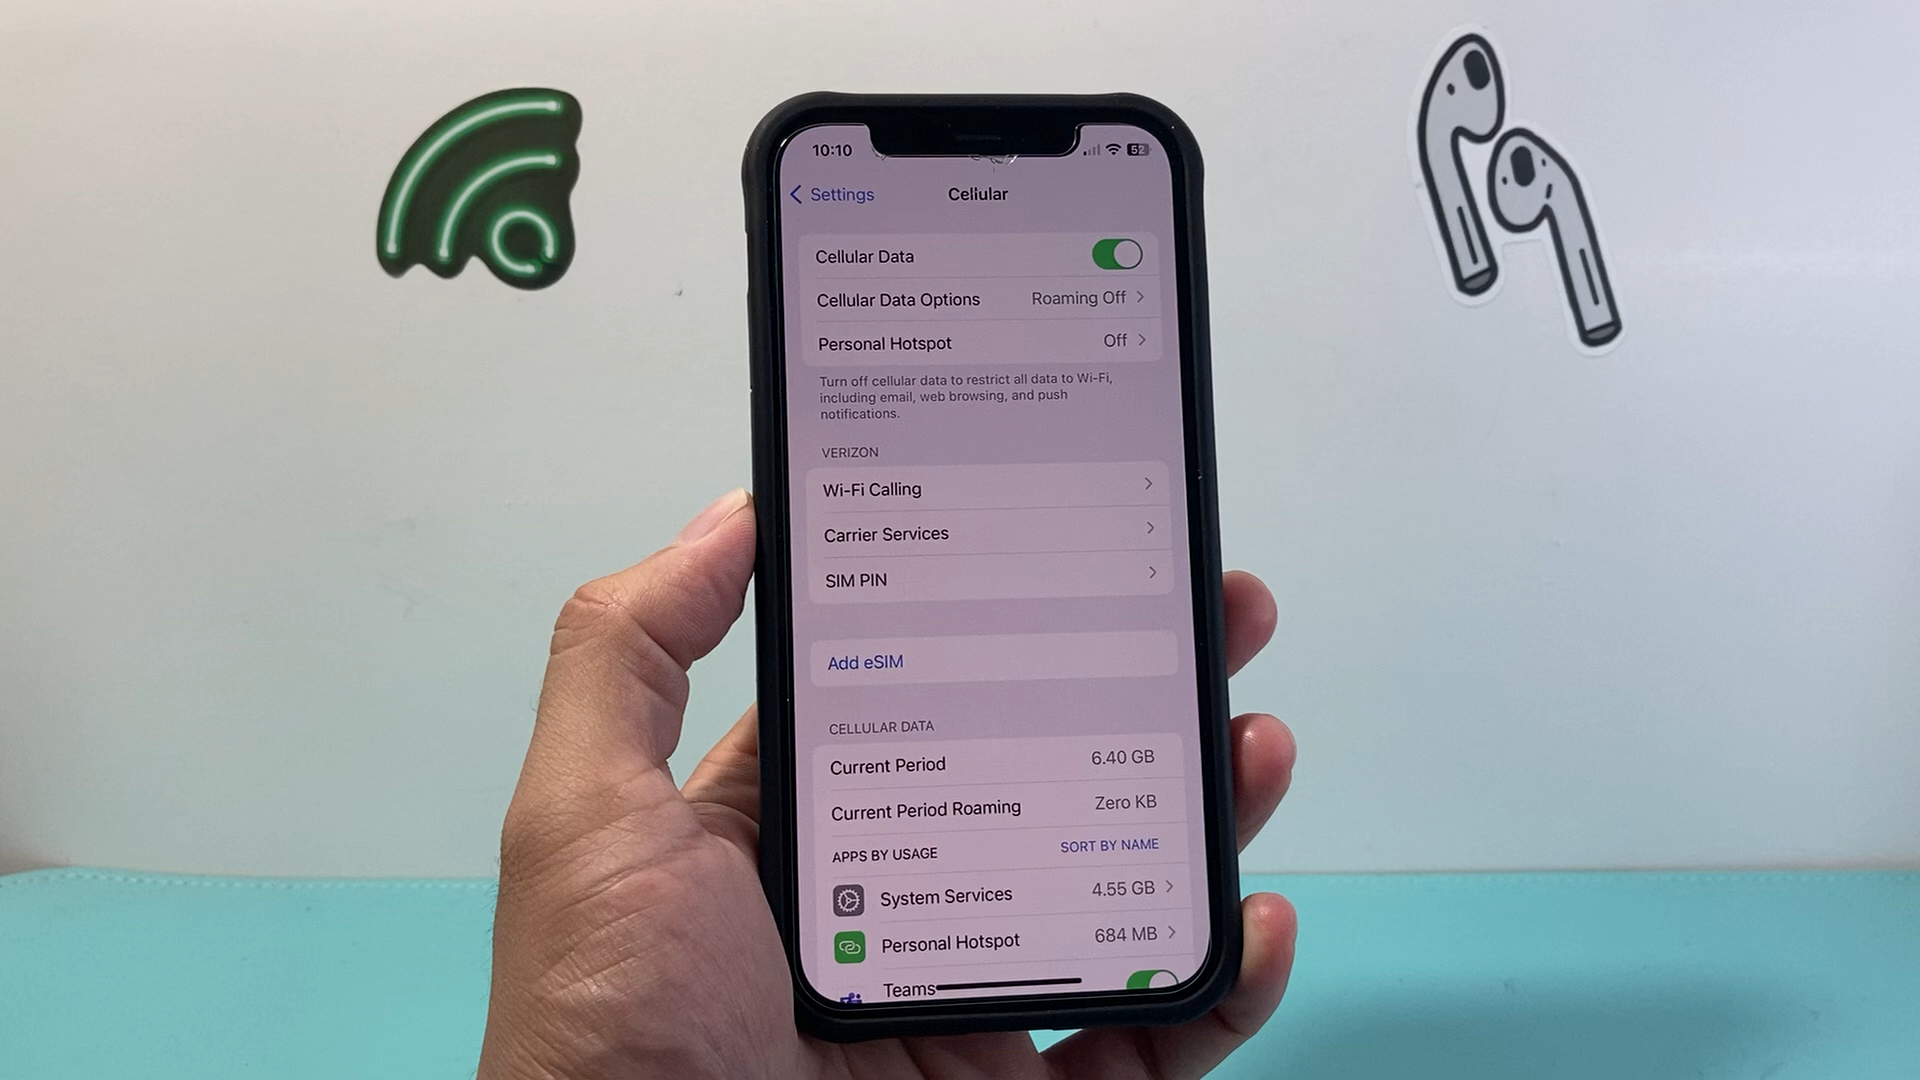 10:10
52
Settings
Cellular
Cellular Data
Cellular Data Options Roaming Off
Personal Hotspot Off
Turn off cellular data to restrict all data to Wi-Fi,
including email, web browsing, and push
notifications.
VERIZON
Wi-Fi Calling
Carrier Services
SIM PIN
Add eSIM
CELLULAR DATA
Current Period 6.40 GB
Current Period Roaming Zero KB
APPS BY USAGE SORT BY NAME
System Services 4.55 GB
Personal Hotspot 684 MB
Teams